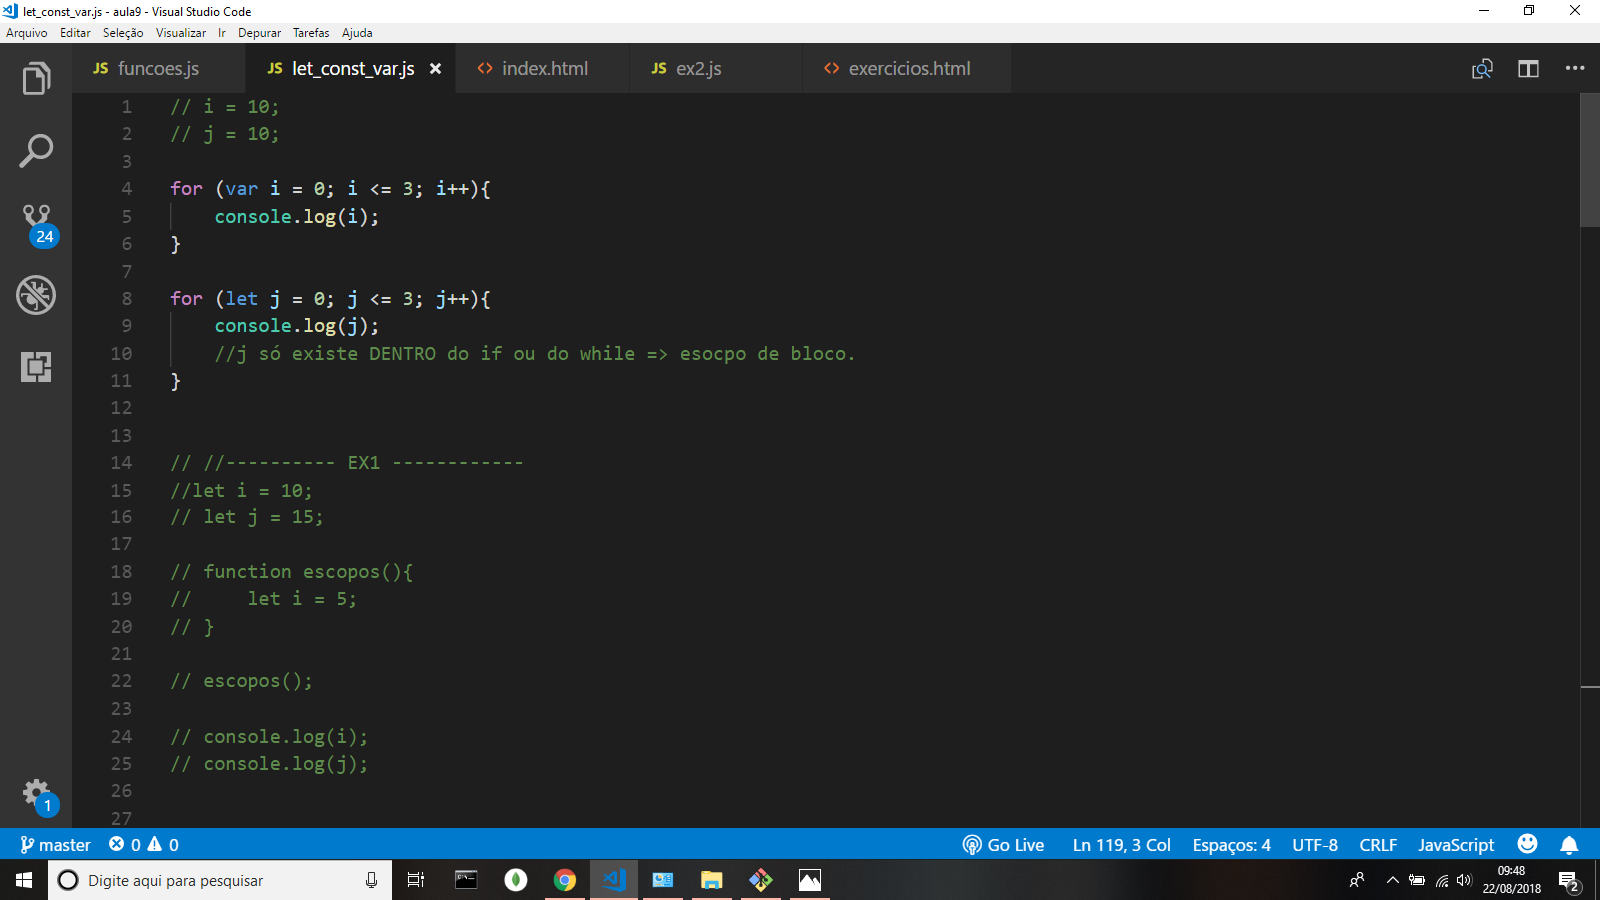 let_const_var.js - aula9 - Visual Studio Code
Arquivo Editar Seleção Visualizar Ir Depurar Tarefas Ajuda
JS funcoes.js JS let_const_var.js × <> index.html JS ex2.js <> exercicios.html
1 // i = 10;
2 // j = 10;
3
4 for (var i = 0; i <= 3; i++){
5     console.log(i);
6 }
7
8 for (let j = 0; j <= 3; j++){
9     console.log(j);
10     //j só existe DENTRO do if ou do while => esocpo de bloco.
11 }
12
13
14 // //---------- EX1 ------------
15 //let i = 10;
16 // let j = 15;
17
18 // function escopos(){
19 //     let i = 5;
20 // }
21
22 // escopos();
23
24 // console.log(i);
25 // console.log(j);
26
27
24
1
master 0 0 Go Live Ln 119, 3 Col Espaços: 4 UTF-8 CRLF JavaScript
Digite aqui para pesquisar
09:48
22/08/2018
2